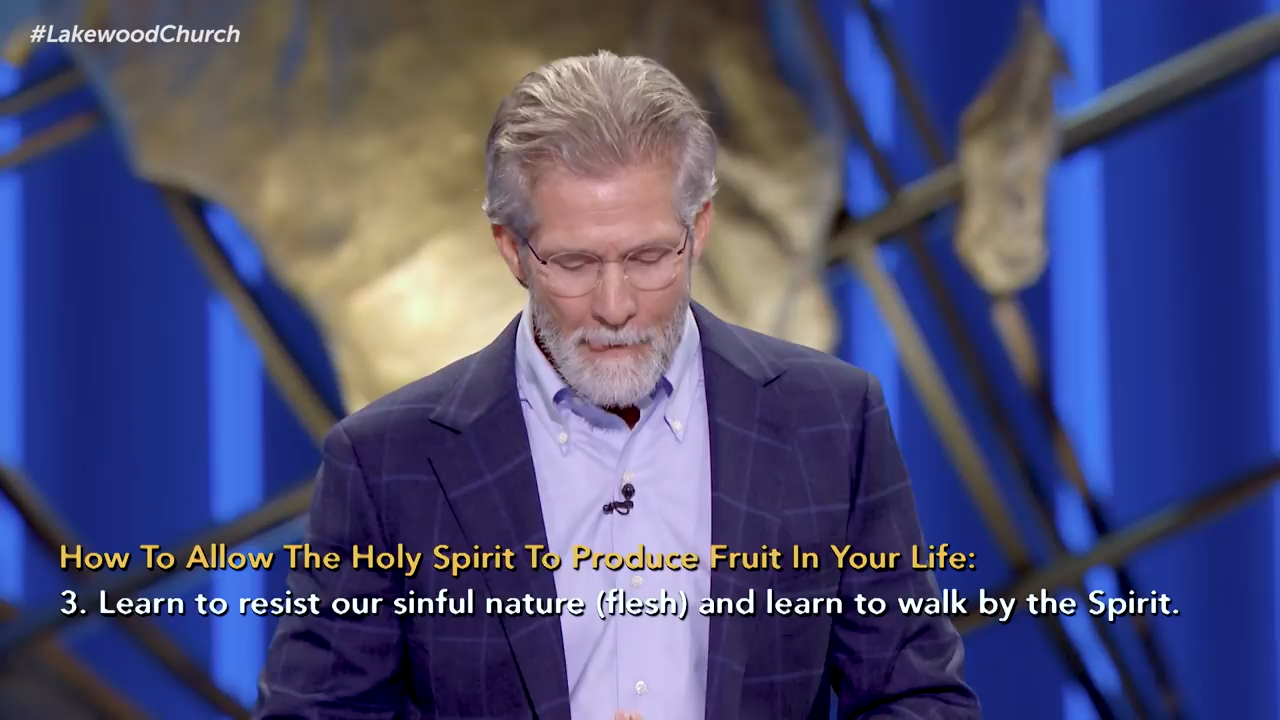 #LakewoodChurch
How To Allow The Holy Spirit To Produce Fruit In Your Life:
3. Learn to resist our sinful nature (flesh) and learn to walk by the Spirit.